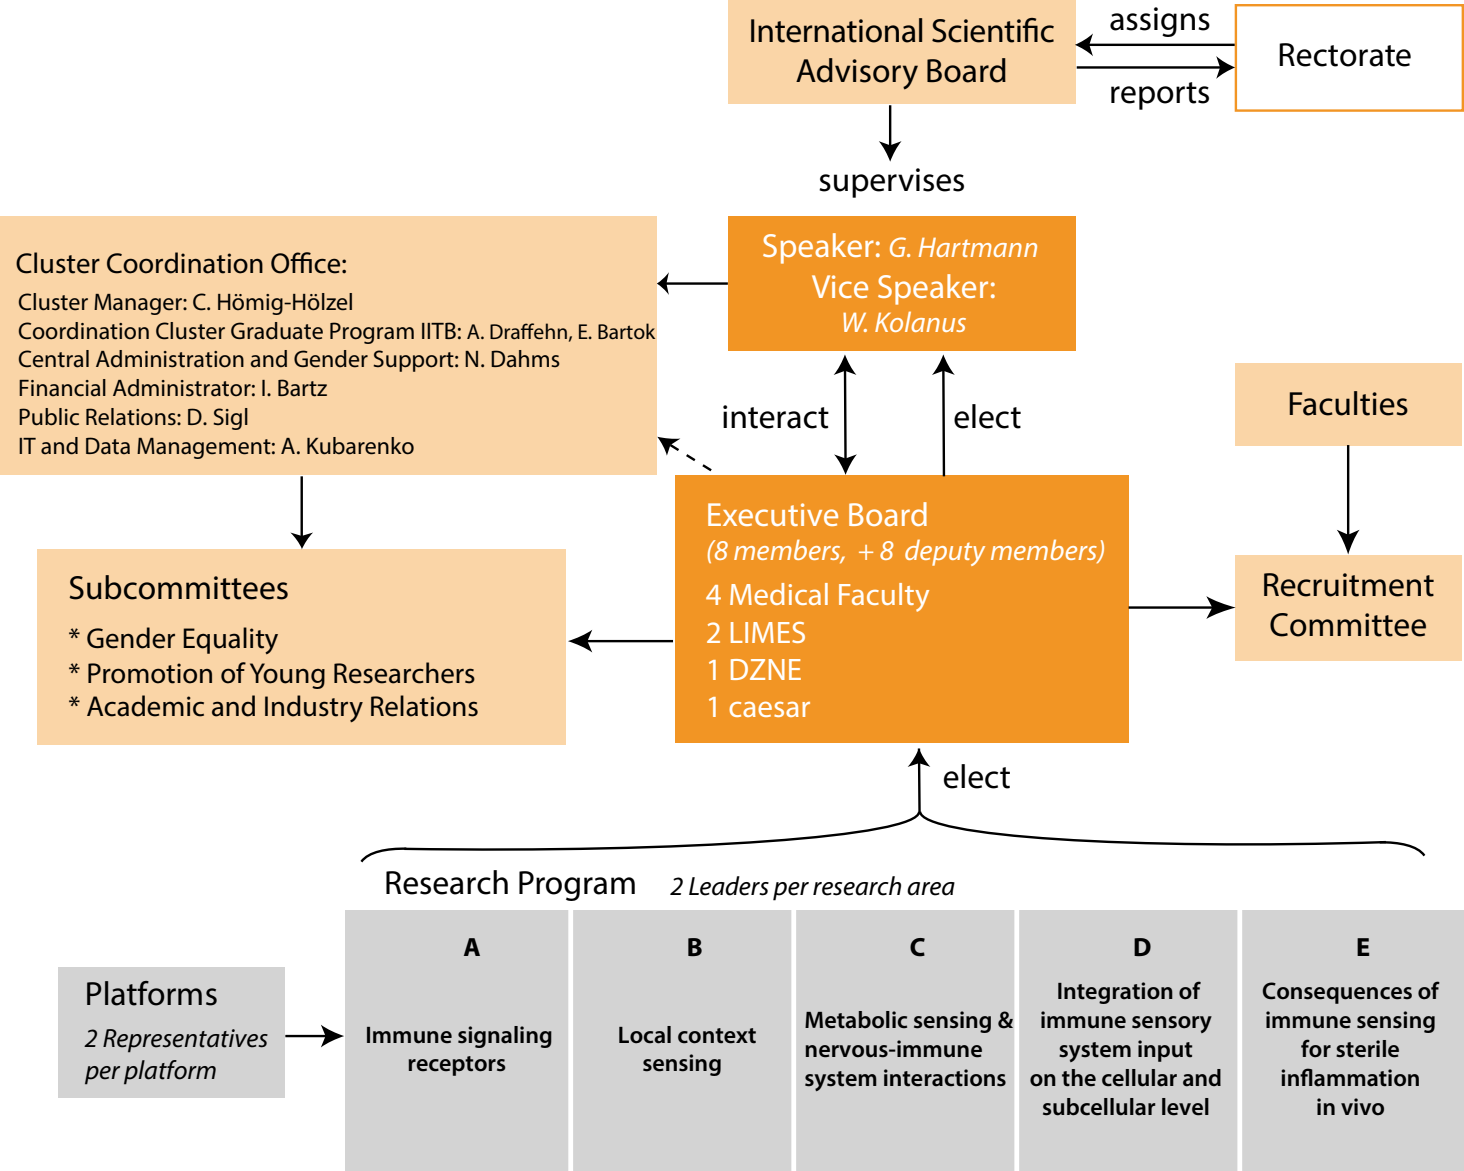 International Scientific
Advisory Board
assigns
reports
Rectorate
supervises
Cluster Coordination Office:
Cluster Manager: C. Hömig-Hölzel
Coordination Cluster Graduate Program IITB: A. Draffehn, E. Bartok
Central Administration and Gender Support: N. Dahms
Financial Administrator: I. Bartz
Public Relations: D. Sigl
IT and Data Management: A. Kubarenko
Speaker: G. Hartmann
Vice Speaker:
W. Kolanus
interact
elect
Faculties
Executive Board
(8 members, + 8 deputy members)
4 Medical Faculty
2 LIMES
1 DZNE
1 caesar
Recruitment
Committee
Subcommittees
* Gender Equality
* Promotion of Young Researchers
* Academic and Industry Relations
elect
Research Program 2 Leaders per research area
Platforms
2 Representatives
per platform
A
Immune signaling
receptors
B
Local context
sensing
C
Metabolic sensing &
nervous-immune
system interactions
D
Integration of
immune sensory
system input
on the cellular and
subcellular level
E
Consequences of
immune sensing
for sterile
inflammation
in vivo